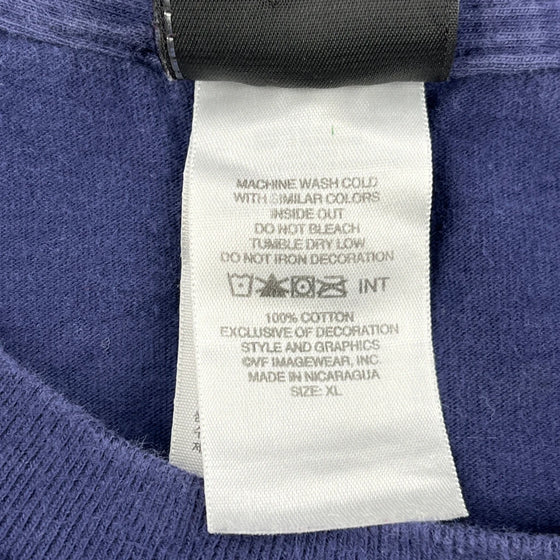 MACHINE WASH COLD
WITH SIMILAR COLORS
INSIDE OUT
DO NOT BLEACH
TUMBLE DRY LOW
DO NOT IRON DECORATION
INT
100% COTTON
EXCLUSIVE OF DECORATION
STYLE AND GRAPHICS
©VF IMAGEWEAR, INC.
MADE IN NICARAGUA
SIZE: XL